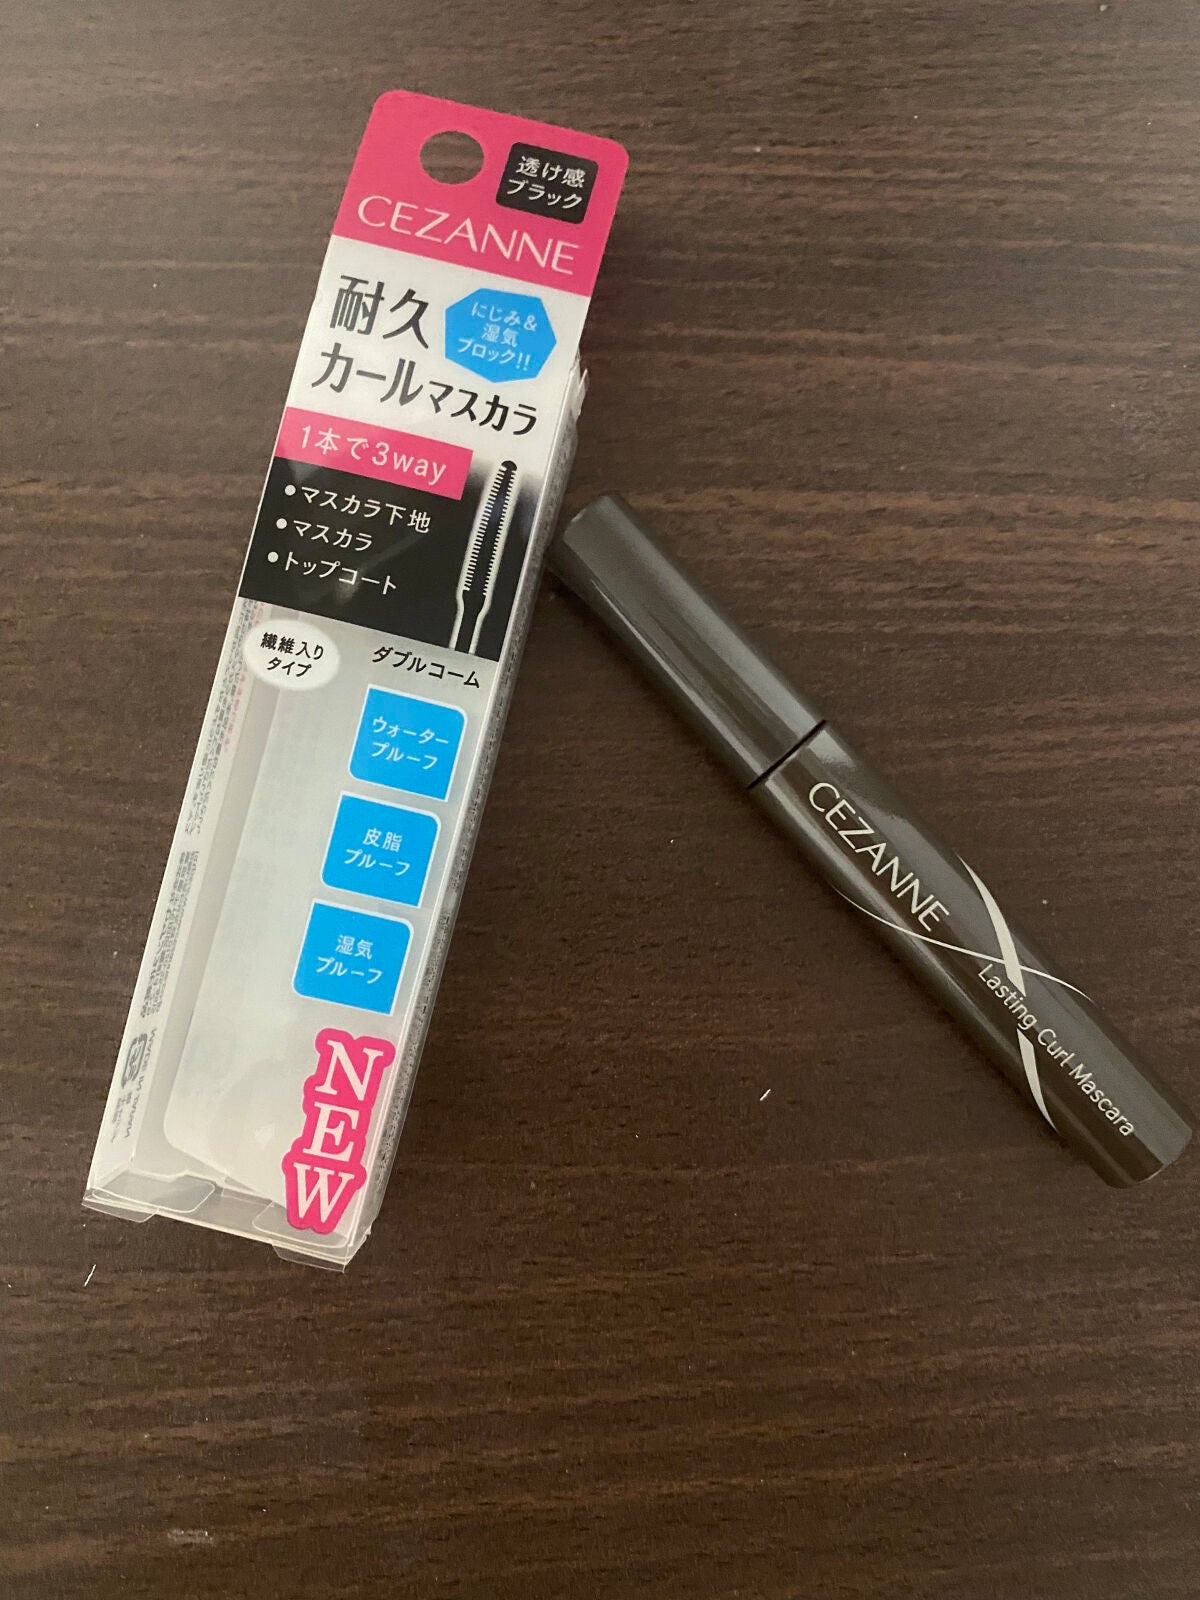 透け感
ブラック
CEZANNE
耐久
カールマスカラ
にじみ&
湿気
ブロック!!
1本で3way
●マスカラ下地
●マスカラ
●トップコート
繊維入り
タイプ
ダブルコーム
ウォーター
プルーフ
皮脂
プルーフ
湿気
プルーフ
NEW
CEZANNE
Lasting Curl Mascara